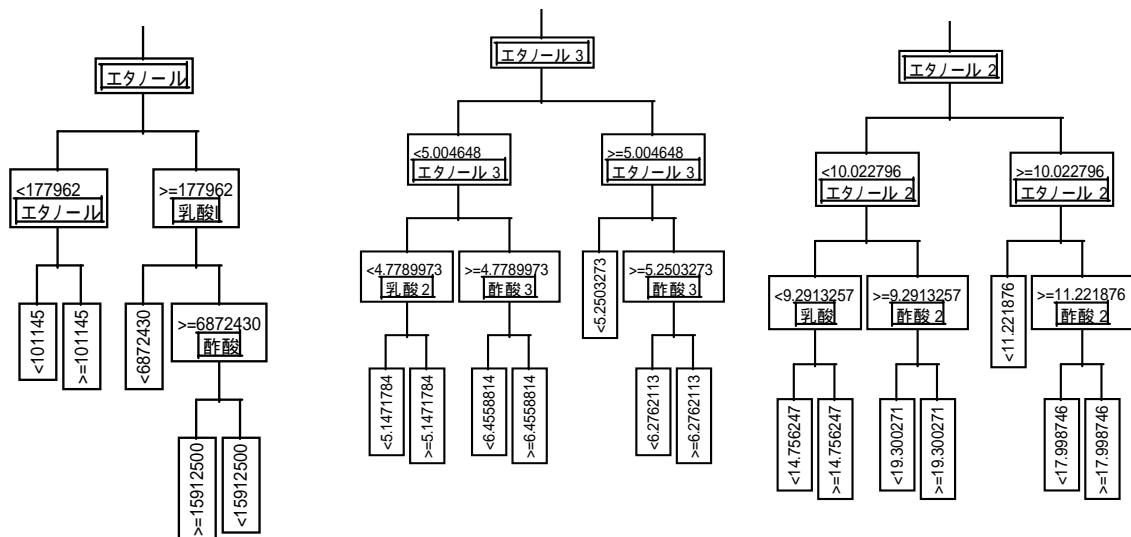 エタノール
<177962
エタノール
>=177962
乳酸l
<101145
>=101145
<6872430
>=6872430
酢酸
>=15912500
<15912500
エタノール 3
<5.004648
エタノール 3
>=5.004648
エタノール 3
<4.7789973
乳酸 2
>=4.7789973
酢酸 3
<5.2503273
>=5.2503273
酢酸 3
<5.1471784
>=5.1471784
<6.4558814
>=6.4558814
<6.2762113
>=6.2762113
エタノール 2
<10.022796
エタノール 2
>=10.022796
エタノール 2
<9.2913257
乳酸
>=9.2913257
酢酸 2
<11.221876
>=11.221876
酢酸 2
<14.756247
>=14.756247
<19.300271
>=19.300271
<17.998746
>=17.998746